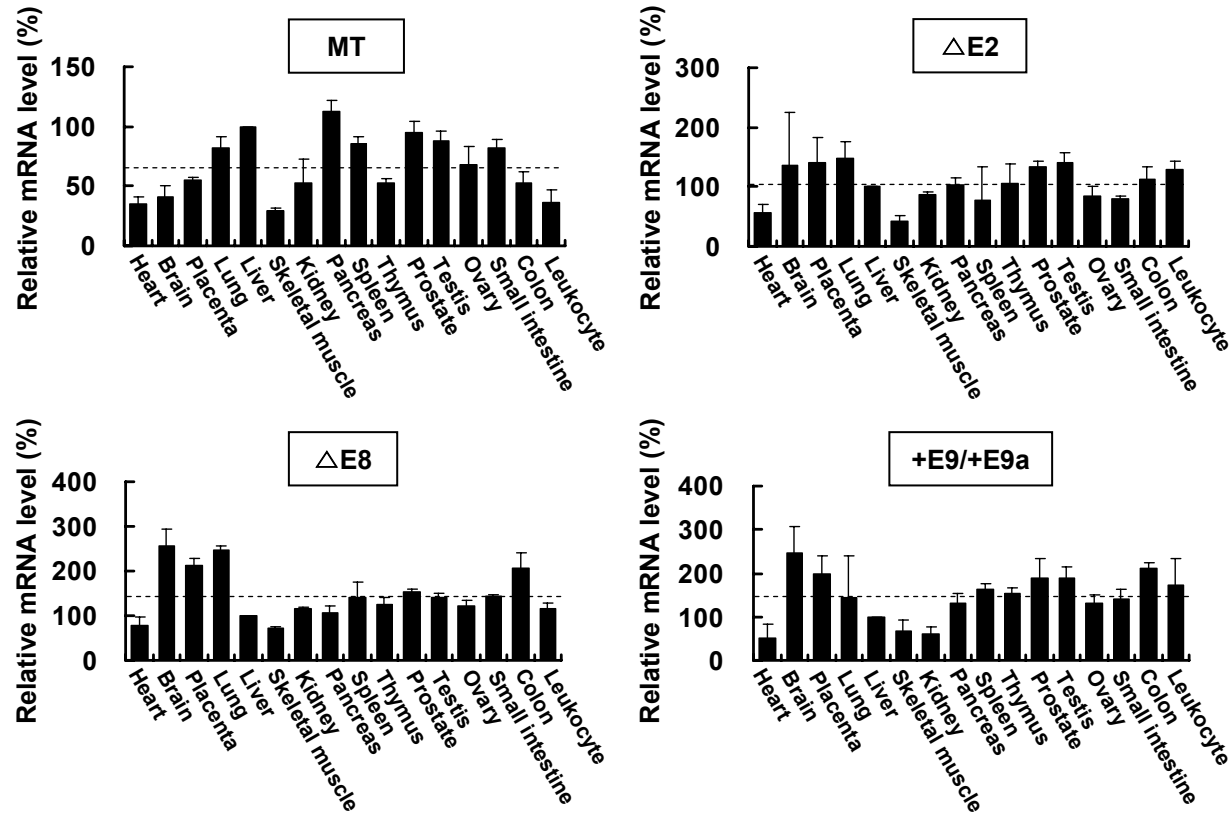 MT
Relative mRNA level (%)
150
100
50
0
Heart
Brain
Placenta
Lung
Liver
Skeletal muscle
Kidney
Pancreas
Spleen
Thymus
Prostate
Testis
Ovary
Small intestine
Colon
Leukocyte
△E2
Relative mRNA level (%)
300
200
100
0
Heart
Brain
Placenta
Lung
Liver
Skeletal muscle
Kidney
Pancreas
Spleen
Thymus
Prostate
Testis
Ovary
Small intestine
Colon
Leukocyte
△E8
Relative mRNA level (%)
400
300
200
100
0
Heart
Brain
Placenta
Lung
Liver
Skeletal muscle
Kidney
Pancreas
Spleen
Thymus
Prostate
Testis
Ovary
Small intestine
Colon
Leukocyte
+E9/+E9a
Relative mRNA level (%)
400
300
200
100
0
Heart
Brain
Placenta
Lung
Liver
Skeletal muscle
Kidney
Pancreas
Spleen
Thymus
Prostate
Testis
Ovary
Small intestine
Colon
Leukocyte